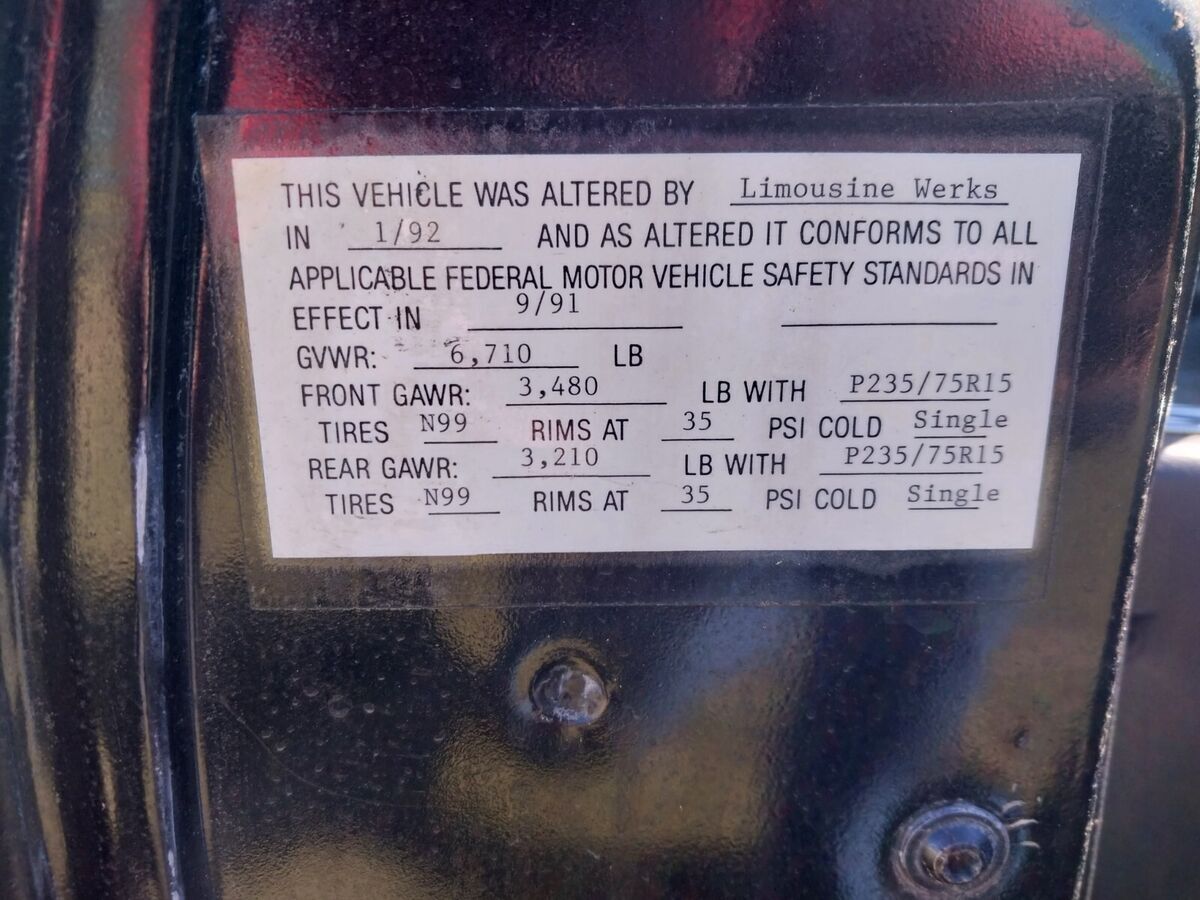 THIS VEHICLE WAS ALTERED BY Limousine Werks
IN 1/92 AND AS ALTERED IT CONFORMS TO ALL
APPLICABLE FEDERAL MOTOR VEHICLE SAFETY STANDARDS IN
EFFECT IN 9/91
GVWR: 6,710 LB
FRONT GAWR: 3,480 LB WITH P235/75R15
TIRES N99 RIMS AT 35 PSI COLD Single
REAR GAWR: 3,210 LB WITH P235/75R15
TIRES N99 RIMS AT 35 PSI COLD Single